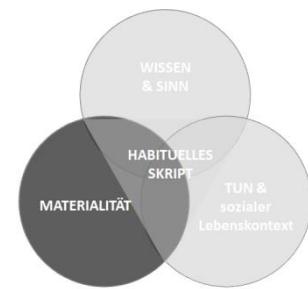 WISSEN
& SINN
HABITUELLES
SKRIPT
MATERIALITÄT
TUN &
sozialer
Lebenskontext